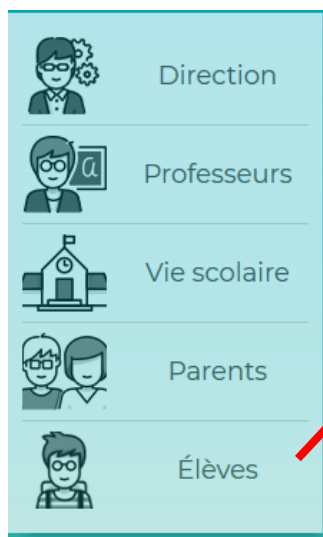 Direction
a
Professeurs
Vie scolaire
Parents
Élèves